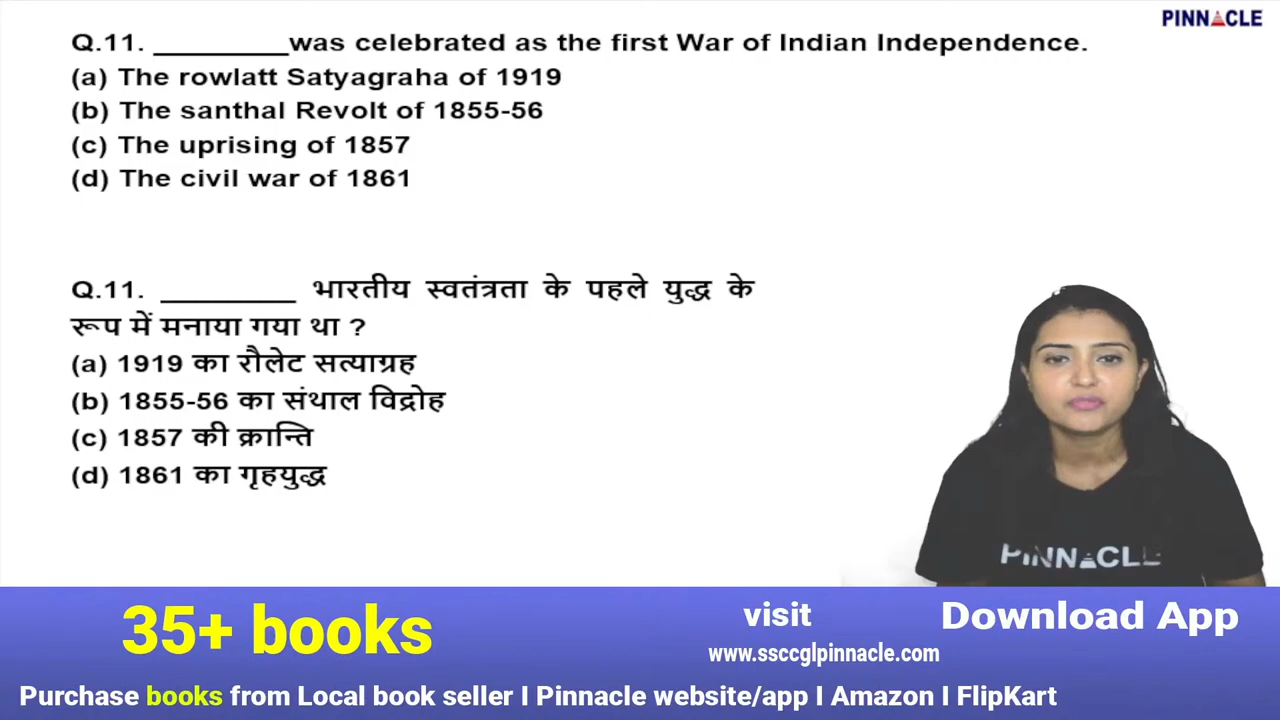 PINNACLE
Q.11. _________was celebrated as the first War of Indian Independence.
(a) The rowlatt Satyagraha of 1919
(b) The santhal Revolt of 1855-56
(c) The uprising of 1857
(d) The civil war of 1861
Q.11. _________ भारतीय स्वतंत्रता के पहले युद्ध के
रूप में मनाया गया था ?
(a) 1919 का रौलेट सत्याग्रह
(b) 1855-56 का संथाल विद्रोह
(c) 1857 की क्रान्ति
(d) 1861 का गृहयुद्ध
PINNACLE
35+ books
visit
www.ssccglpinnacle.com
Download App
Purchase books from Local book seller I Pinnacle website/app I Amazon I FlipKart